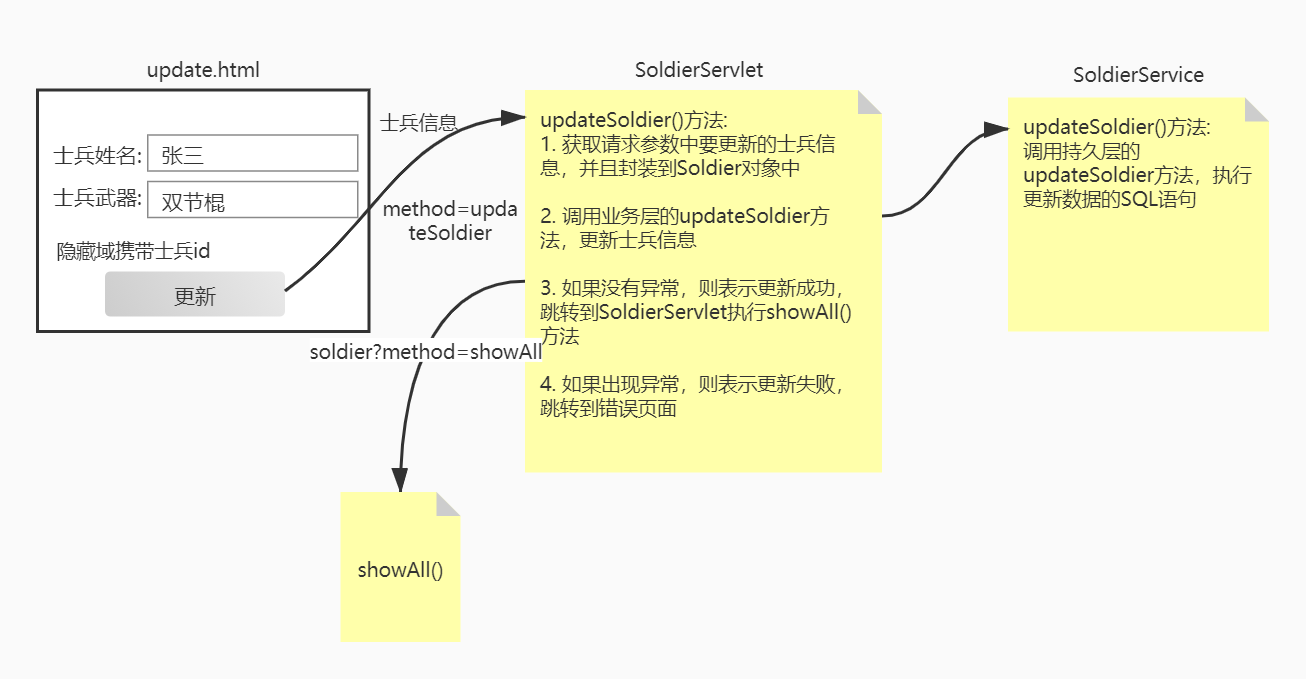 update.html
士兵姓名:
张三
士兵武器:
双节棍
隐藏域携带士兵id
更新
士兵信息
method=upda
teSoldier
soldier?method=showAll
showAll()
SoldierServlet
updateSoldier()方法:
1. 获取请求参数中要更新的士兵信
息，并且封装到Soldier对象中
2. 调用业务层的updateSoldier方
法，更新士兵信息
3. 如果没有异常，则表示更新成功，
跳转到SoldierServlet执行showAll()
方法
4. 如果出现异常，则表示更新失败，
跳转到错误页面
SoldierService
updateSoldier()方法:
调用持久层的
updateSoldier方法，执行
更新数据的SQL语句